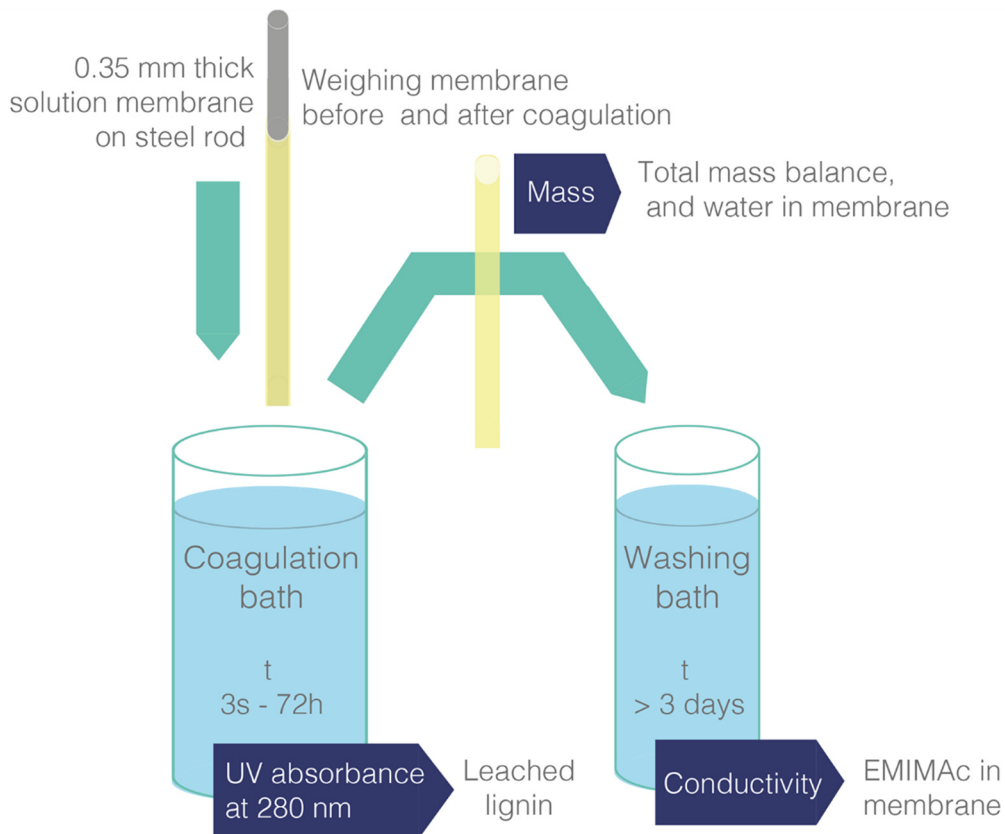 0.35 mm thick
solution membrane
on steel rod
Weighing membrane
before and after coagulation
Mass
Total mass balance,
and water in membrane
Coagulation
bath
t
3s - 72h
UV absorbance
at 280 nm
Leached
lignin
Washing
bath
t
> 3 days
Conductivity
EMIMAc in
membrane